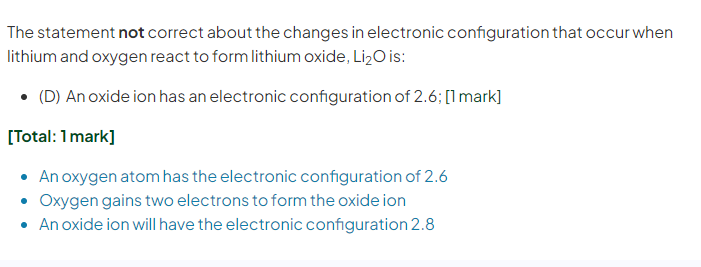 The statement not correct about the changes in electronic configuration that occur when
lithium and oxygen react to form lithium oxide, Li₂O is:
• (D) An oxide ion has an electronic configuration of 2.6; [1 mark]
[Total: 1 mark]
• An oxygen atom has the electronic configuration of 2.6
• Oxygen gains two electrons to form the oxide ion
• An oxide ion will have the electronic configuration 2.8